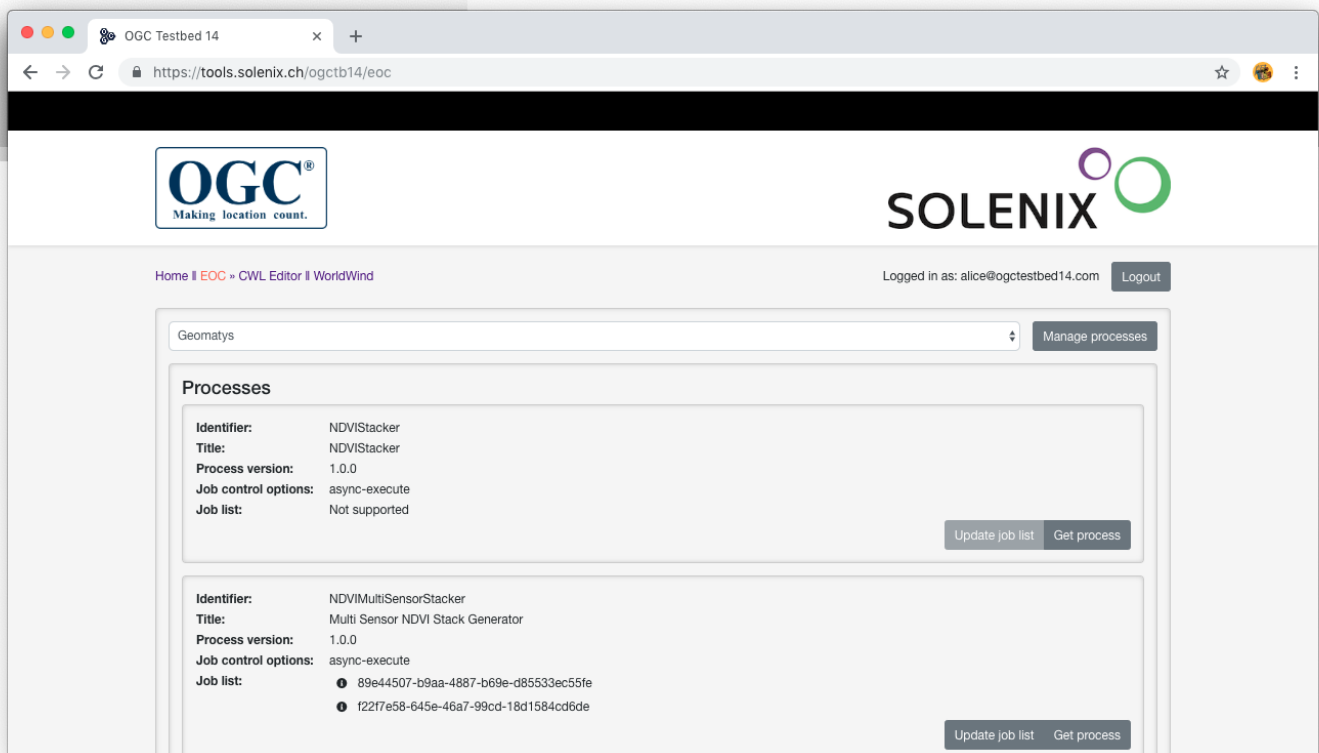 OGC Testbed 14
https://tools.solenix.ch/ogctb14/eoc
OGC®
Making location count.
SOLENIX
Home || EOC » CWL Editor || WorldWind
Logged in as: alice@ogctestbed14.com Logout
Geomatys Manage processes
Processes
Identifier: NDVIStacker
Title: NDVIStacker
Process version: 1.0.0
Job control options: async-execute
Job list: Not supported
Update job list Get process
Identifier: NDVIMultiSensorStacker
Title: Multi Sensor NDVI Stack Generator
Process version: 1.0.0
Job control options: async-execute
Job list: 89e44507-b9aa-4887-b69e-d85533ec55fe
f22f7e58-645e-46a7-99cd-18d1584cd6de
Update job list Get process